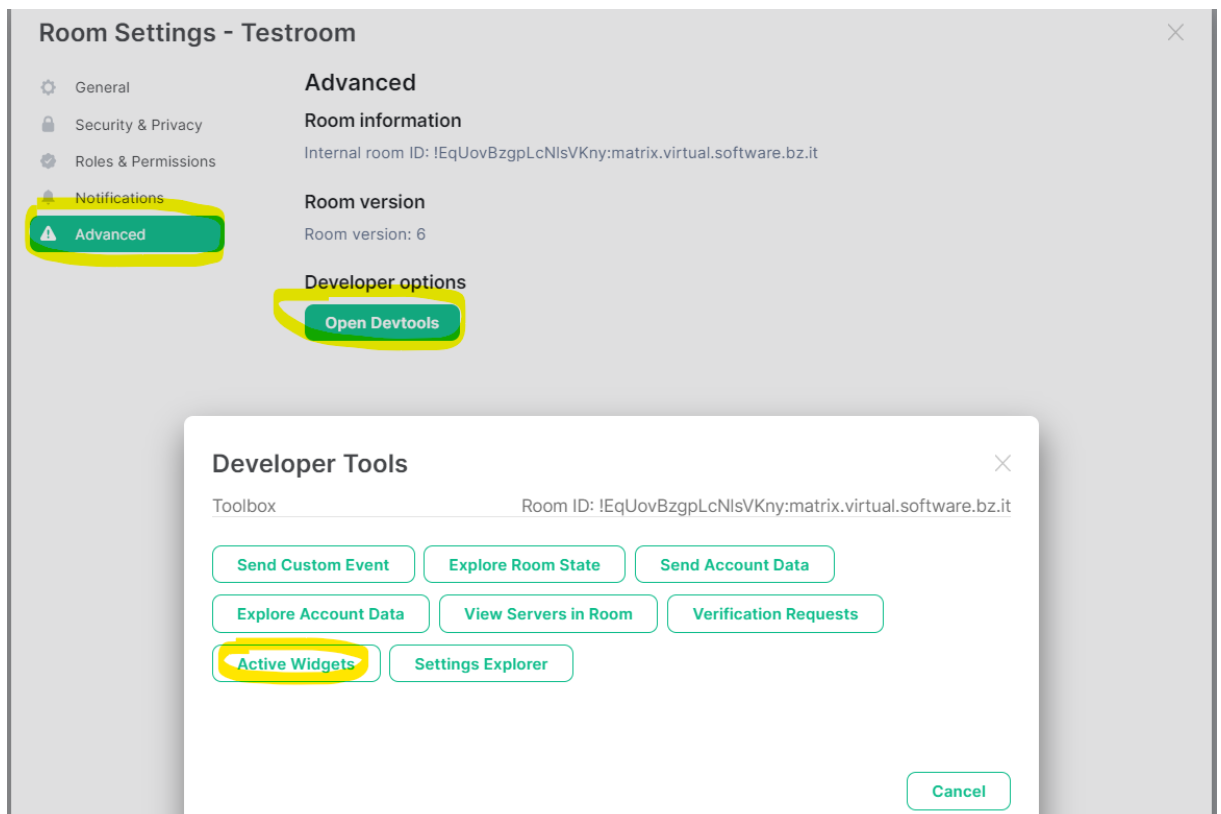 Room Settings - Testroom
General
Security & Privacy
Roles & Permissions
Notifications
Advanced
Advanced
Room information
Internal room ID: !EqUovBzgpLcNlsVKny:matrix.virtual.software.bz.it
Room version
Room version: 6
Developer options
Open Devtools
Developer Tools
Toolbox Room ID: !EqUovBzgpLcNlsVKny:matrix.virtual.software.bz.it
Send Custom Event Explore Room State Send Account Data
Explore Account Data View Servers in Room Verification Requests
Active Widgets Settings Explorer
Cancel